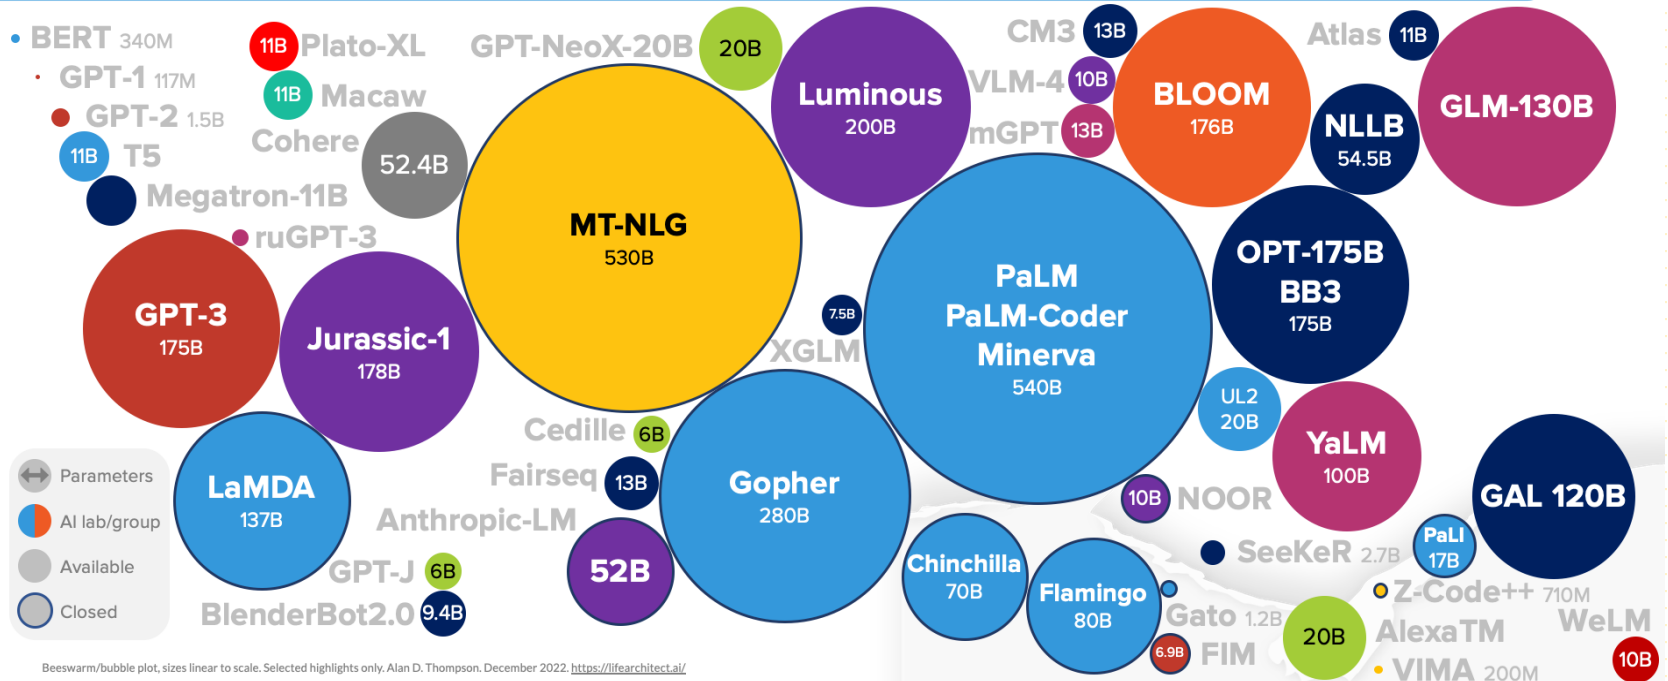 BERT 340M
GPT-1 117M
GPT-2 1.5B
11B T5
Megatron-11B
ruGPT-3
11B Plato-XL
11B Macaw
Cohere
52.4B
GPT-NeoX-20B 20B
MT-NLG
530B
Luminous
200B
CM3 13B
VLM-4 10B
mGPT 13B
BLOOM
176B
Atlas 11B
NLLB
54.5B
GLM-130B
GPT-3
175B
Jurassic-1
178B
7.5B
XGLM
PaLM
PaLM-Coder
Minerva
540B
OPT-175B
BB3
175B
UL2
20B
YaLM
100B
GAL 120B
LaMDA
137B
Cedille 6B
Fairseq 13B
Anthropic-LM
52B
Gopher
280B
GPT-J 6B
BlenderBot2.0 9.4B
Chinchilla
70B
Flamingo
80B
10B NOOR
SeeKeR 2.7B
PaLI
17B
Gato 1.2B
6.9B FIM
Z-Code++ 710M
20B AlexaTM
VIMA 200M
WeLM
10B
Parameters
AI lab/group
Available
Closed
Beeswarm/bubble plot, sizes linear to scale. Selected highlights only. Alan D. Thompson. December 2022. https://lifearchitect.ai/